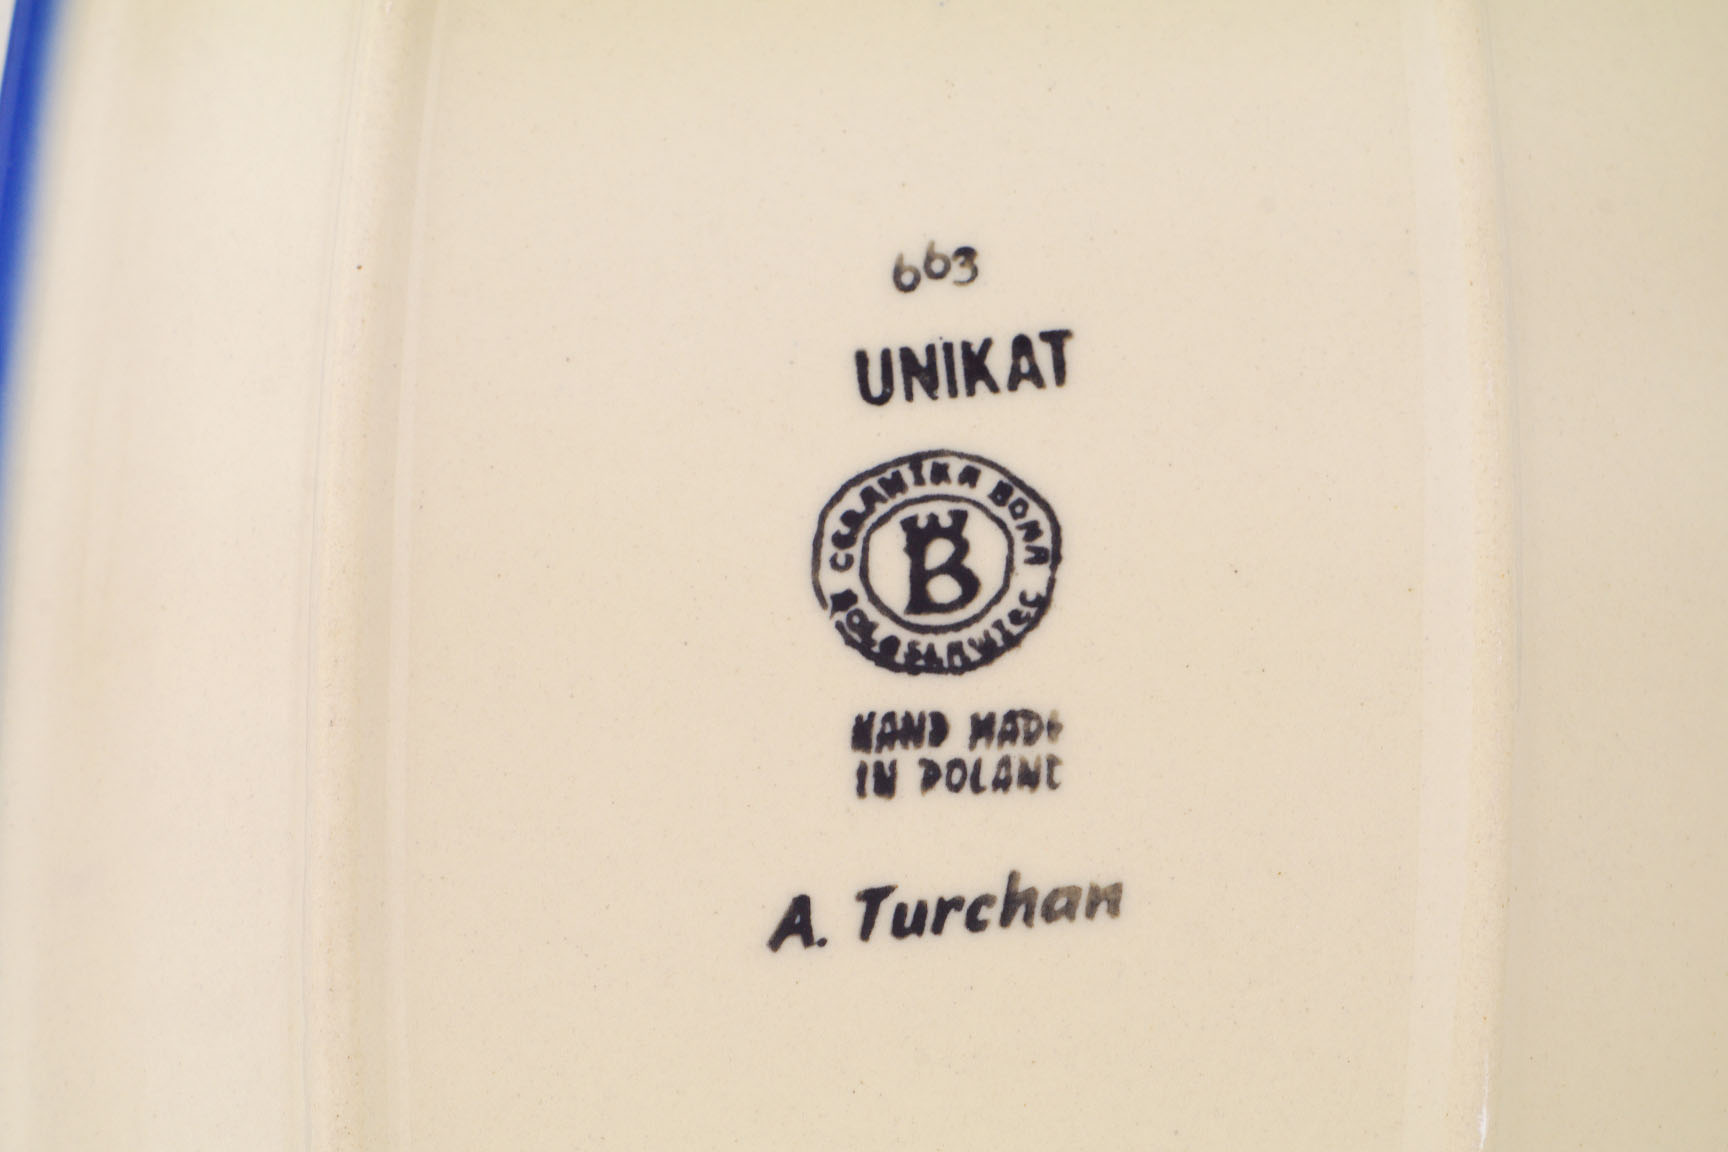 663
UNIKAT
CERAMIKA BONA
BOLESŁAWIEC
B
HAND MADE
IN POLAND
A. Turchan